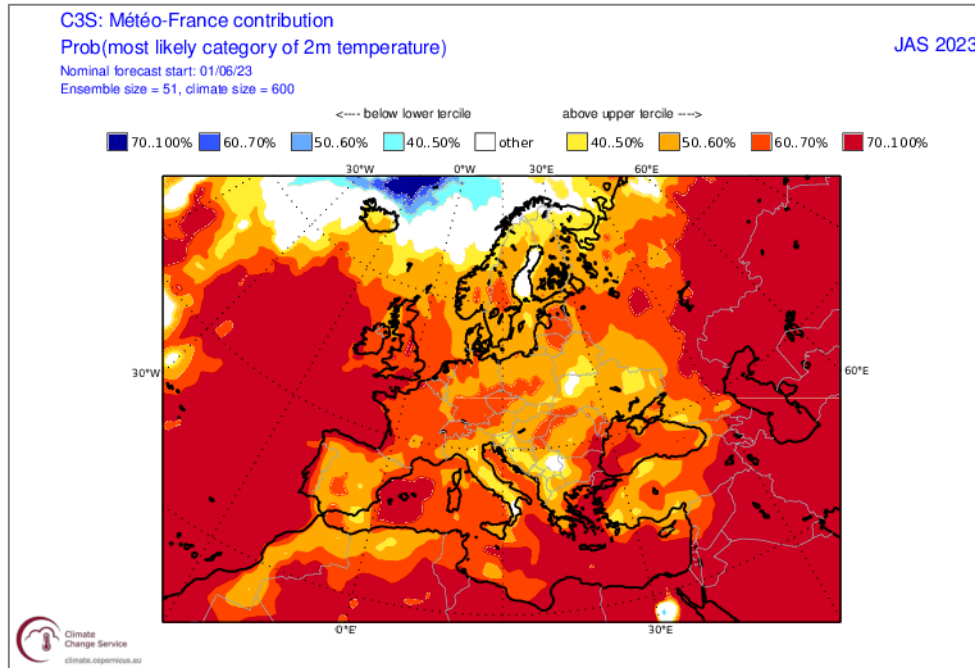 C3S: Météo-France contribution
Prob(most likely category of 2m temperature)
JAS 2023
Nominal forecast start: 01/06/23
Ensemble size = 51, climate size = 600
<---- below lower tercile
above upper tercile ---->
70..100% 60..70% 50..60% 40..50% other 40..50% 50..60% 60..70% 70..100%
30°W 0°W 30°E 60°E
30°W
60°E
0°E 30°E
Climate
Change Service
climate.copernicus.eu